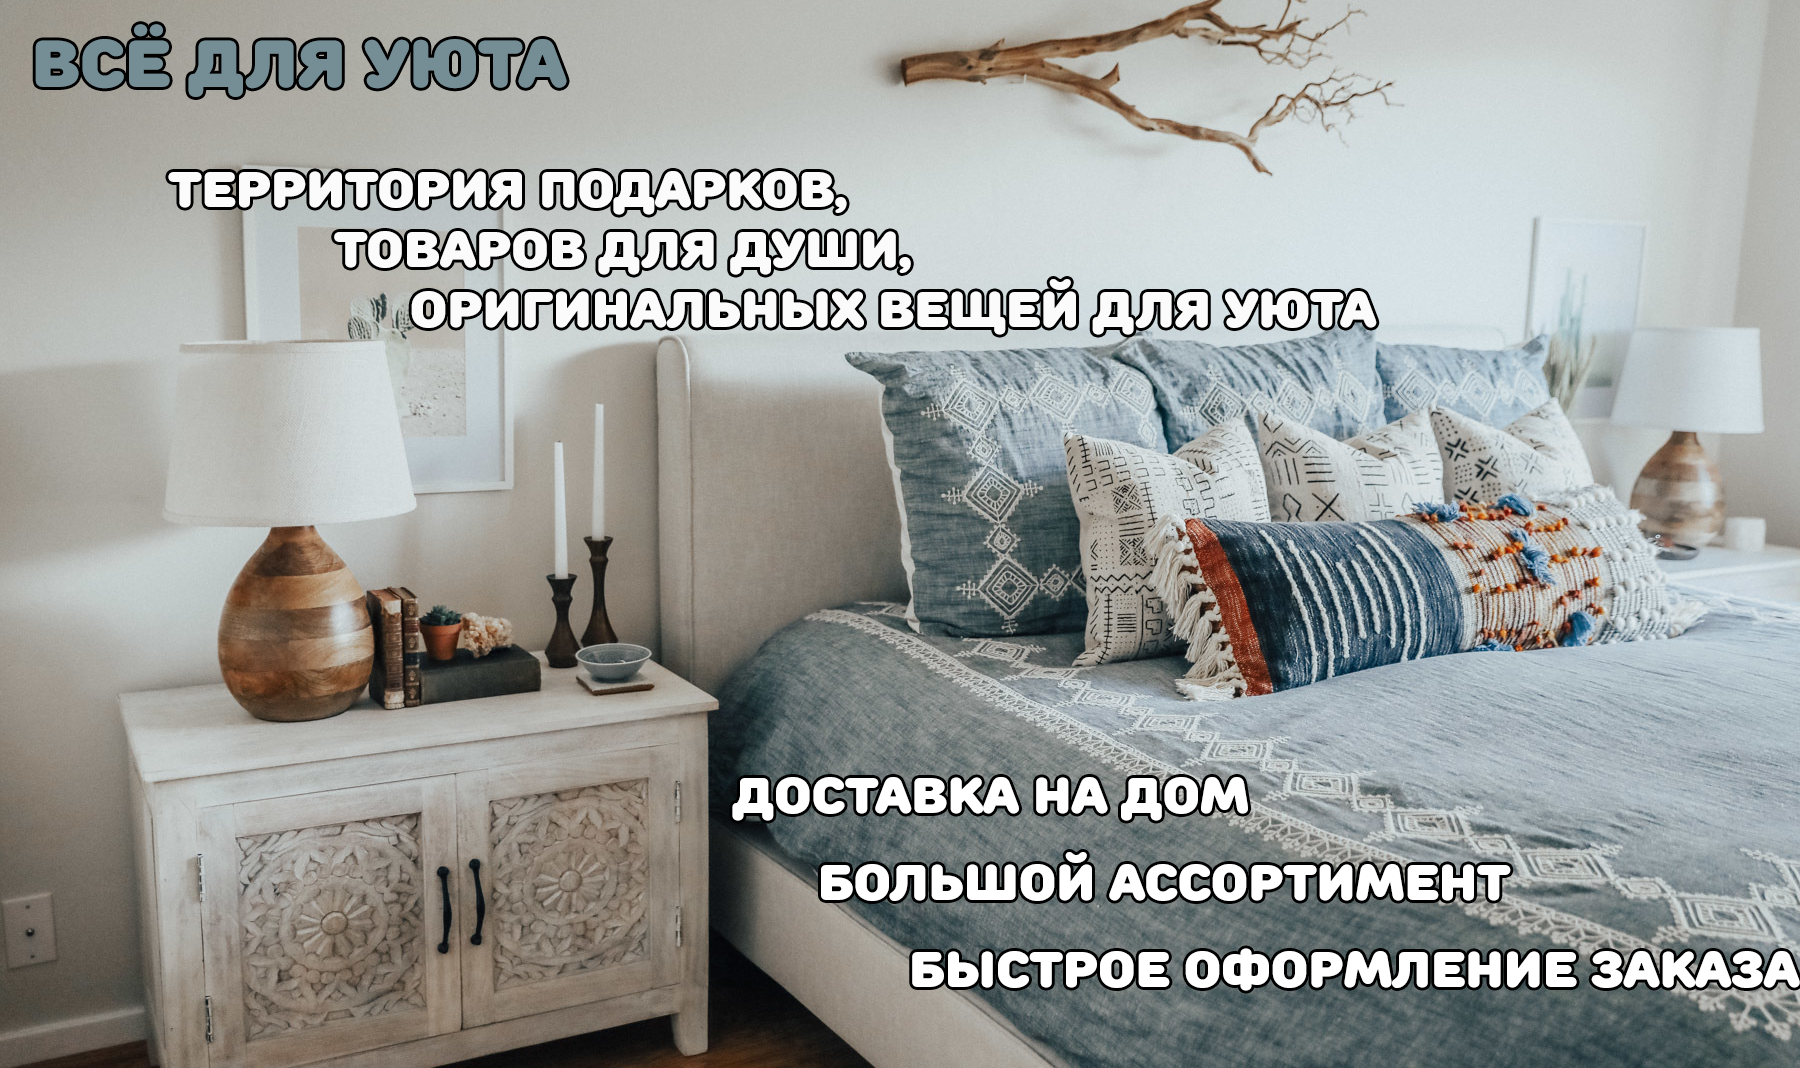 ВСЁ ДЛЯ УЮТА
ТЕРРИТОРИЯ ПОДАРКОВ,
ТОВАРОВ ДЛЯ ДУШИ,
ОРИГИНАЛЬНЫХ ВЕЩЕЙ ДЛЯ УЮТА
ДОСТАВКА НА ДОМ
БОЛЬШОЙ АССОРТИМЕНТ
БЫСТРОЕ ОФОРМЛЕНИЕ ЗАКАЗА